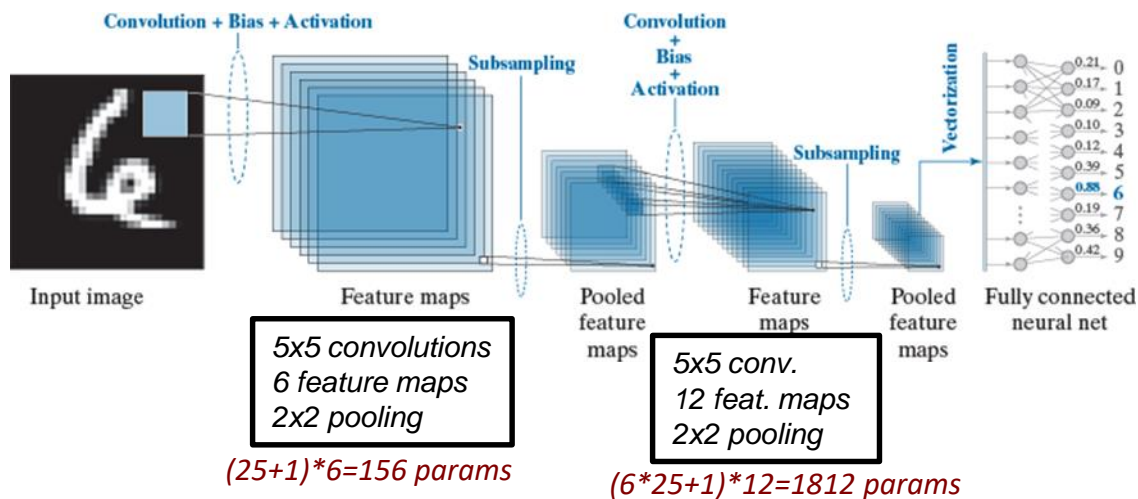 Convolution + Bias + Activation
Subsampling
Convolution
+
Bias
+
Activation
Subsampling
Vectorization
0.21 0
0.17 1
0.09 2
0.10 3
0.12 4
0.39 5
0.88 6
0.19 7
0.36 8
0.42 9
Input image
Feature maps
Pooled
feature
maps
Feature
maps
Pooled
feature
maps
Fully connected
neural net
5x5 convolutions
6 feature maps
2x2 pooling
(25+1)*6=156 params
5x5 conv.
12 feat. maps
2x2 pooling
(6*25+1)*12=1812 params